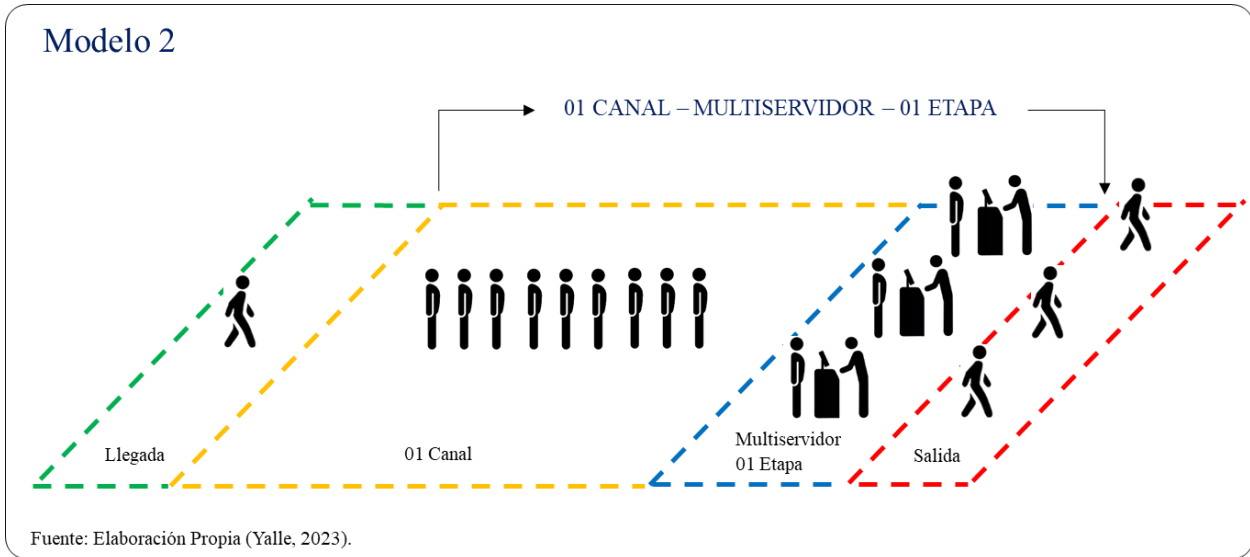 Modelo 2
01 CANAL – MULTISERVIDOR – 01 ETAPA
Llegada
01 Canal
Multiservidor
01 Etapa
Salida
Fuente: Elaboración Propia (Yalle, 2023).